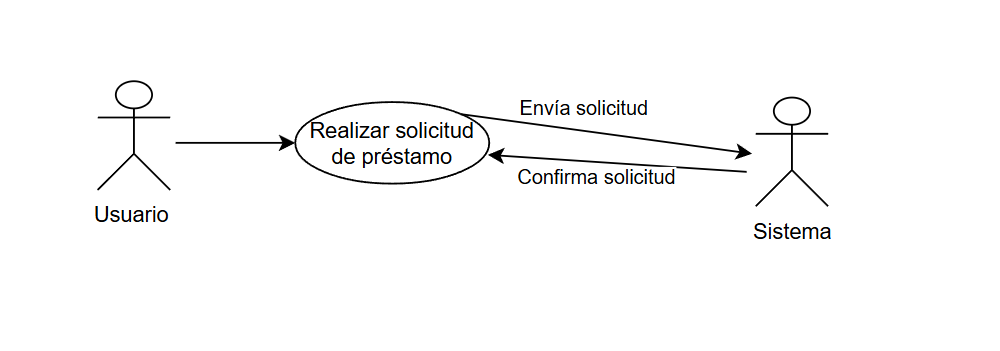 Envía solicitud
Realizar solicitud
de préstamo
Confirma solicitud
Usuario
Sistema